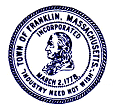 TOWN OF FRANKLIN, MASSACHUSETTS.
INCORPORATED
MARCH 2, 1778.
"INDUSTRY NEED NOT WISH"